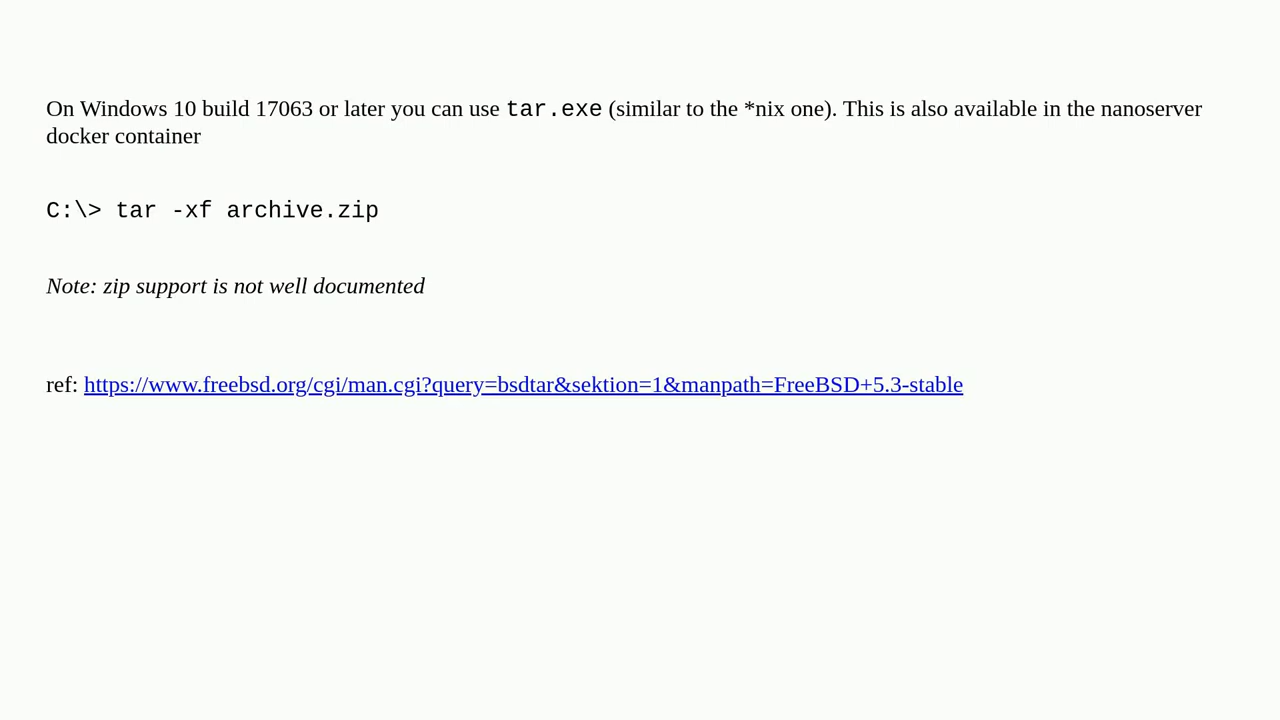 On Windows 10 build 17063 or later you can use tar.exe (similar to the *nix one). This is also available in the nanoserver
docker container
C:\> tar -xf archive.zip
Note: zip support is not well documented
ref: https://www.freebsd.org/cgi/man.cgi?query=bsdtar&sektion=1&manpath=FreeBSD+5.3-stable